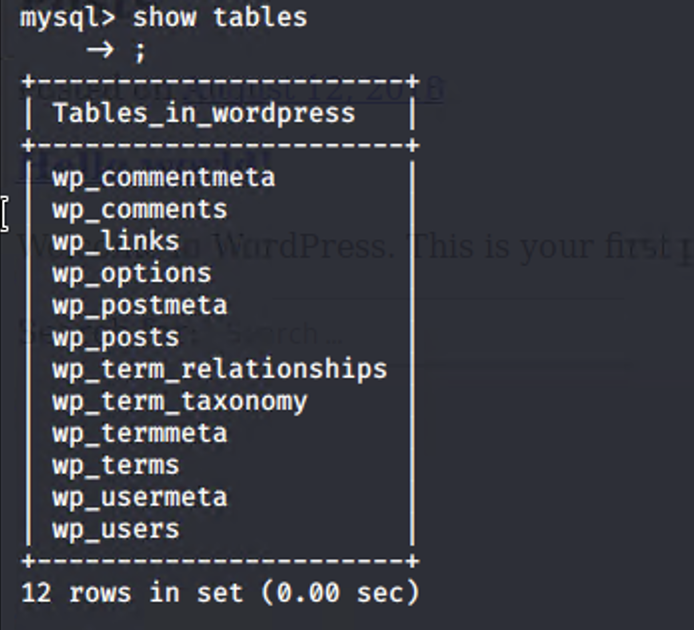 mysql> show tables
    -> ;
+-----------------------+
Posted on August 12, 2018
| Tables_in_wordpress   |
+-----------------------+
Hello world!
| wp_commentmeta        |
| wp_comments           |
| wp_links              |
Welcome to WordPress. This is your first p
| wp_options            |
| wp_postmeta           |
| wp_posts              |
Search for: Search …
| wp_term_relationships |
| wp_term_taxonomy      |
| wp_termmeta           |
| wp_terms              |
| wp_usermeta           |
| wp_users              |
+-----------------------+
12 rows in set (0.00 sec)